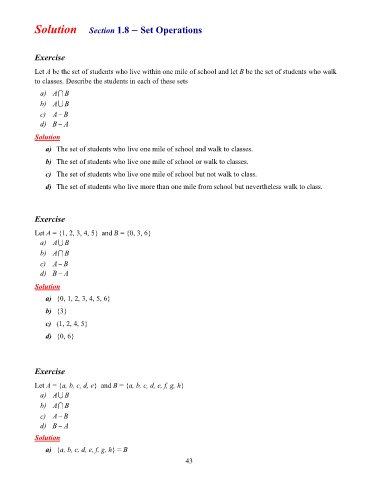 Solution Section 1.8 – Set Operations
Exercise
Let A be the set of students who live within one mile of school and let B be the set of students who walk
to classes. Describe the students in each of these sets
a) A∩B
b) A∪B
c) A – B
d) B – A
Solution
a) The set of students who live one mile of school and walk to classes.
b) The set of students who live one mile of school or walk to classes.
c) The set of students who live one mile of school but not walk to class.
d) The set of students who live more than one mile from school but nevertheless walk to class.
Exercise
Let A = {1, 2, 3, 4, 5} and B = {0, 3, 6}
a) A∪B
b) A∩B
c) A – B
d) B – A
Solution
a) {0, 1, 2, 3, 4, 5, 6}
b) {3}
c) {1, 2, 4, 5}
d) {0, 6}
Exercise
Let A = {a, b, c, d, e} and B = {a, b, c, d, e, f, g, h}
a) A∪B
b) A∩B
c) A – B
d) B – A
Solution
a) {a, b, c, d, e, f, g, h} = B
43